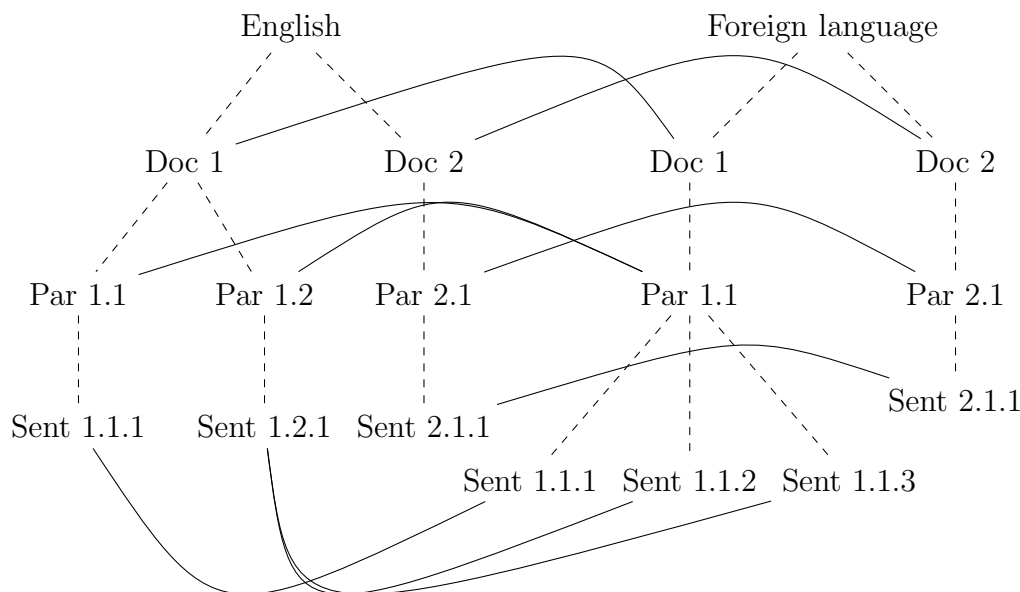 English Foreign language
Doc 1 Doc 2 Doc 1 Doc 2
Par 1.1 Par 1.2 Par 2.1 Par 1.1 Par 2.1
Sent 2.1.1
Sent 1.1.1 Sent 1.2.1 Sent 2.1.1
Sent 1.1.1 Sent 1.1.2 Sent 1.1.3